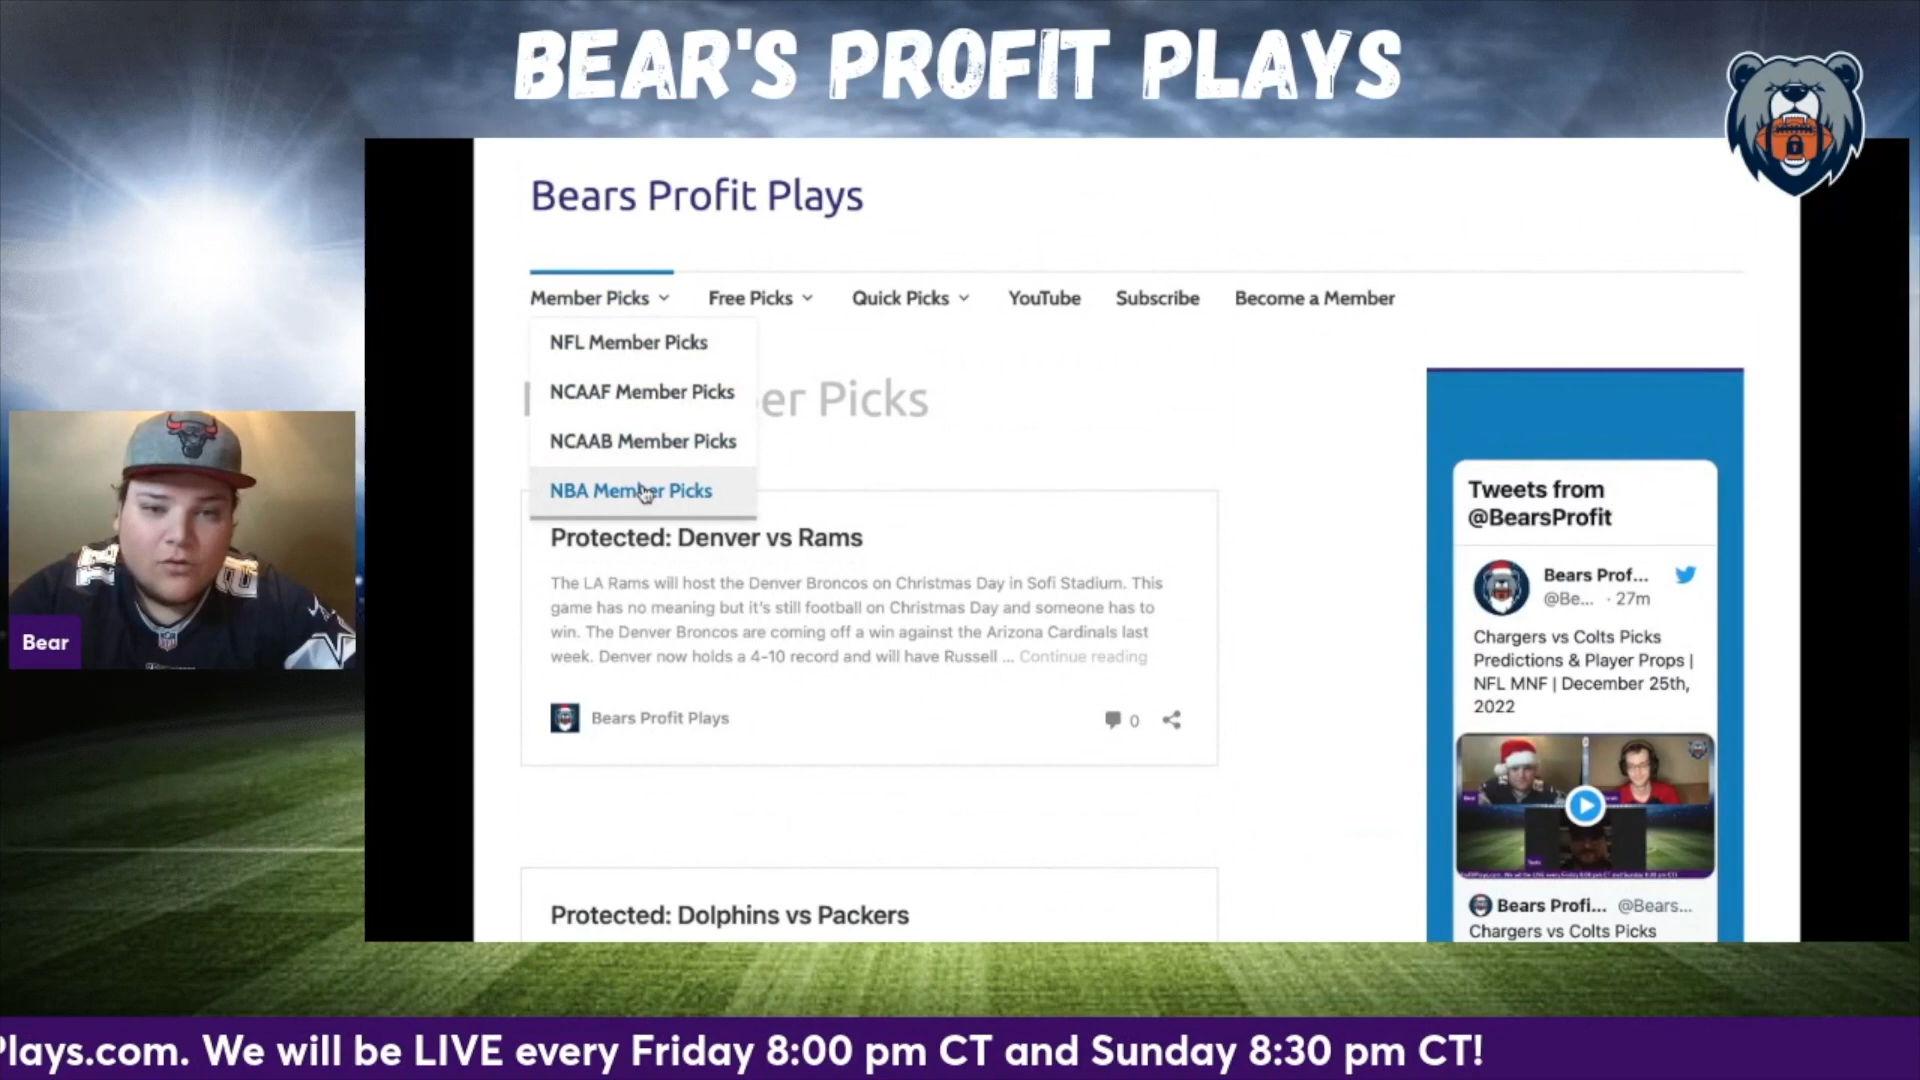 BEAR'S PROFIT PLAYS
Bears Profit Plays
Member Picks Free Picks Quick Picks YouTube Subscribe Become a Member
NFL Member Picks
NCAAF Member Picks
er Picks
NCAAB Member Picks
NBA Member Picks
Protected: Denver vs Rams
The LA Rams will host the Denver Broncos on Christmas Day in Sofi Stadium. This
game has no meaning but it's still football on Christmas Day and someone has to
win. The Denver Broncos are coming off a win against the Arizona Cardinals last
week. Denver now holds a 4-10 record and will have Russell ... Continue reading
Bears Profit Plays
0
Protected: Dolphins vs Packers
Tweets from
@BearsProfit
Bears Prof...
@Be... · 27m
Chargers vs Colts Picks
Predictions & Player Props |
NFL MNF | December 25th,
2022
Bears Profi... @Bears...
Chargers vs Colts Picks
Bear
Plays.com. We will be LIVE every Friday 8:00 pm CT and Sunday 8:30 pm CT!